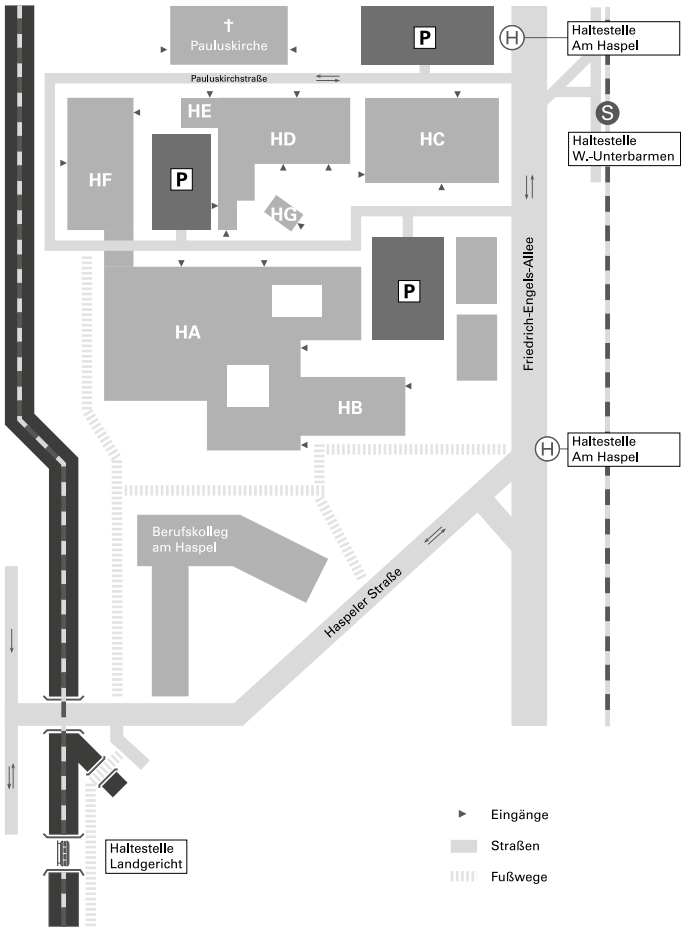 P
H
Haltestelle
Am Haspel
Pauluskirche
Pauluskirchstraße
S
Haltestelle
W.-Unterbarmen
HE
HD
HC
HF
P
HG
Friedrich-Engels-Allee
P
HA
HB
H
Haltestelle
Am Haspel
Berufskolleg
am Haspel
Haspeler Straße
Haltestelle
Landgericht
Eingänge
Straßen
Fußwege